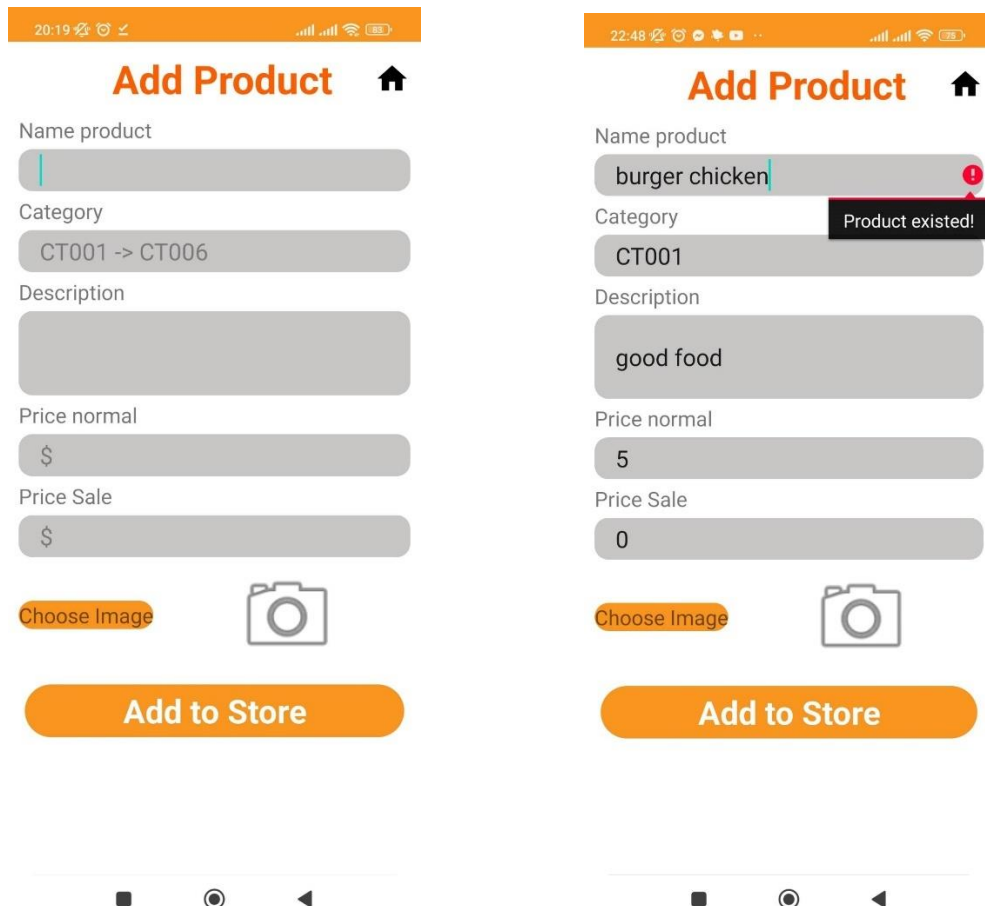 20:19
85
Add Product
Name product
Category
CT001 -> CT006
Description
Price normal
$
Price Sale
$
Choose Image
Add to Store
22:48
75
Add Product
Name product
burger chicken
Product existed!
Category
CT001
Description
good food
Price normal
5
Price Sale
0
Choose Image
Add to Store